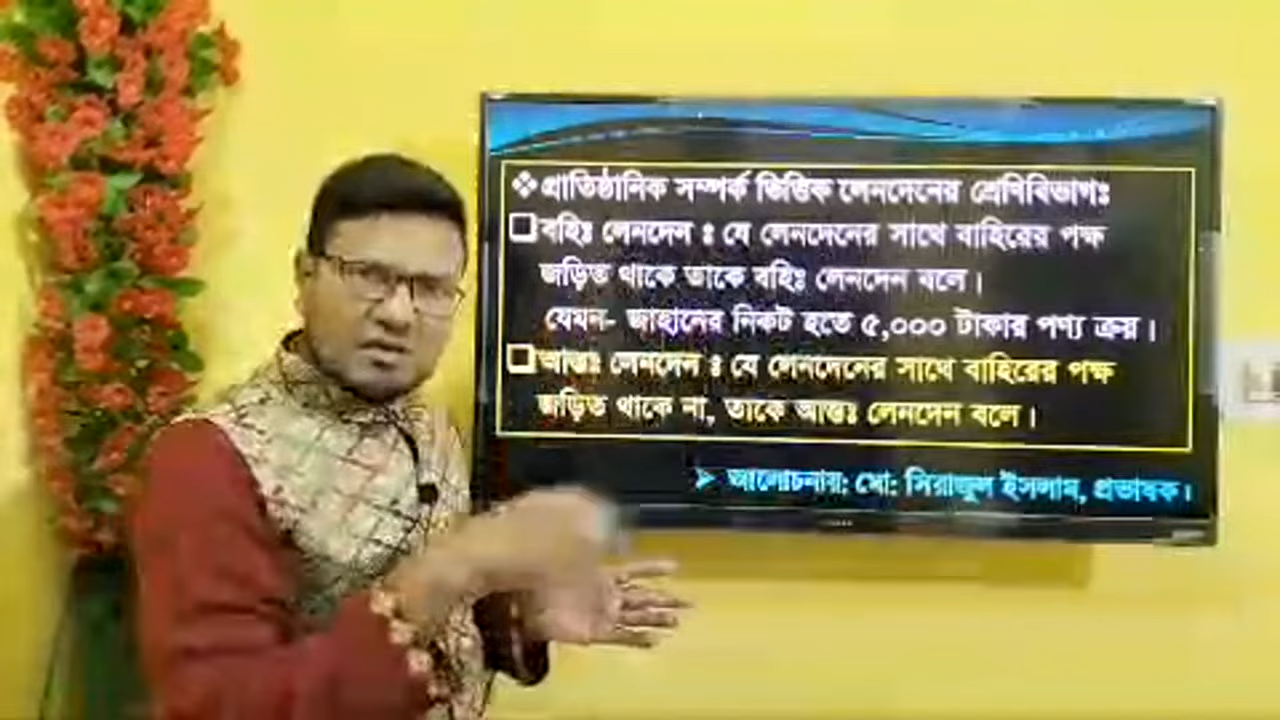 ❖প্রাতিষ্ঠানিক সম্পর্ক ভিত্তিক লেনদেনের শ্রেণিবিভাগঃ
❑বহিঃ লেনদেন ঃ যে লেনদেনের সাথে বাহিরের পক্ষ
জড়িত থাকে তাকে বহিঃ লেনদেন বলে।
যেমন- জাহানের নিকট হতে ৫,০০০ টাকার পণ্য ক্রয়।
❑আন্তঃ লেনদেন ঃ যে লেনদেনের সাথে বাহিরের পক্ষ
জড়িত থাকে না, তাকে আন্তঃ লেনদেন বলে।
➢ আলোচনায়: মো: সিরাজুল ইসলাম, প্রভাষক।